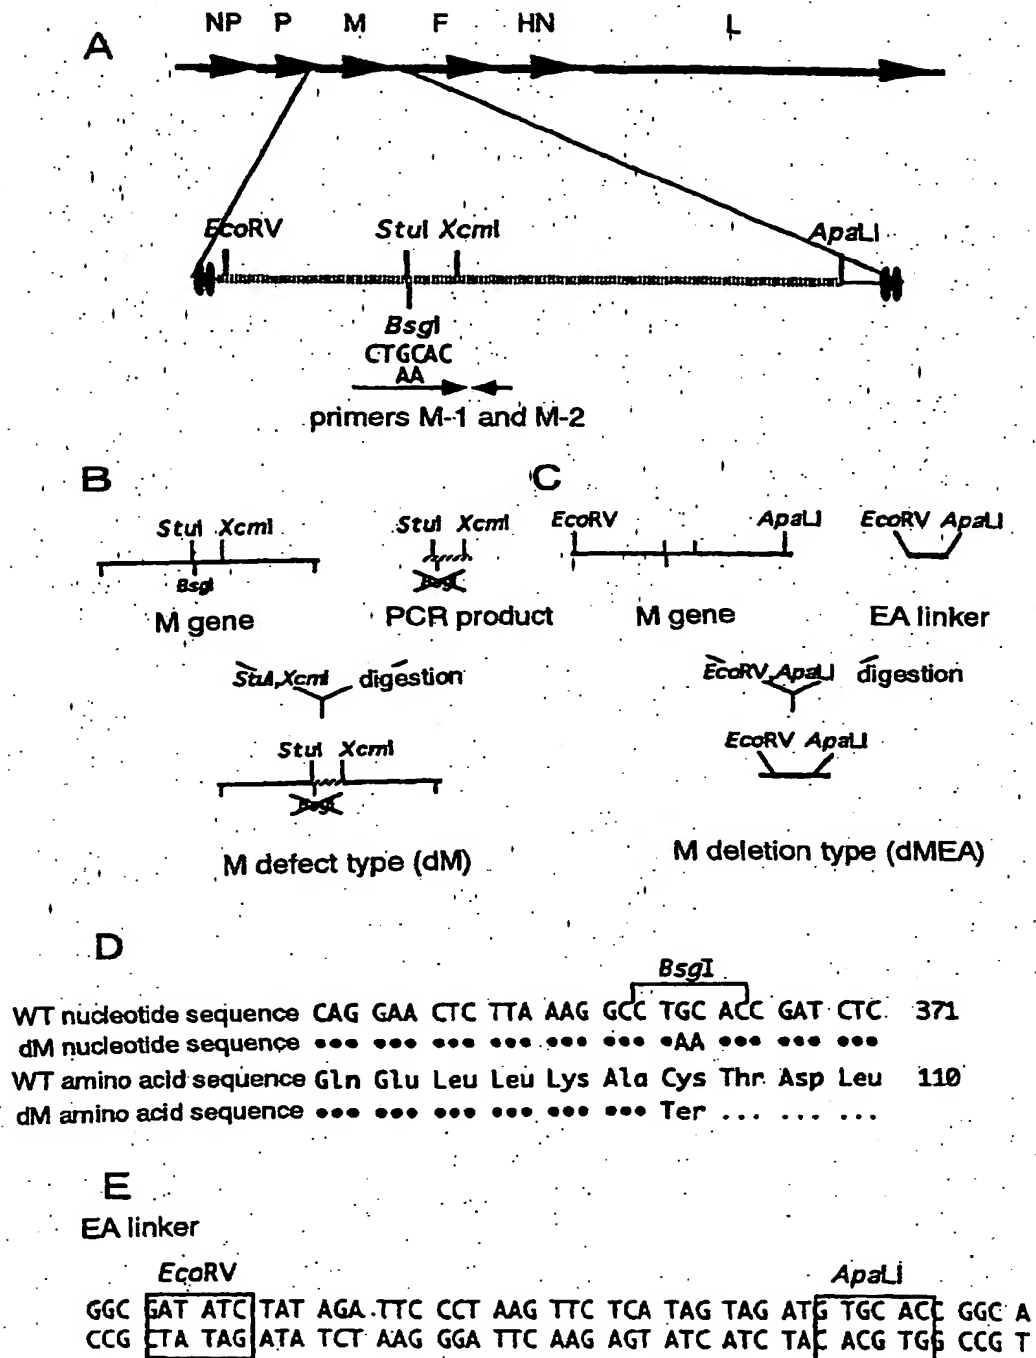 A
NP P M F HN L
EcoRV StuI XcmI ApaLI
BsgI
CTGCAC
AA
primers M-1 and M-2
B
StuI XcmI
BsgI
M gene
StuI XcmI
BsgI
PCR product
StuI, XcmI digestion
StuI XcmI
BsgI
M defect type (dM)
C
EcoRV ApaLI
M gene
EcoRV ApaLI
EA linker
EcoRV, ApaLI digestion
EcoRV ApaLI
M deletion type (dMEA)
D
BsgI
WT nucleotide sequence CAG GAA CTC TTA AAG GCC TGC ACC GAT CTC 371
dM nucleotide sequence ••• ••• ••• ••• ••• ••• •AA ••• ••• •••
WT amino acid sequence Gln Glu Leu Leu Lys Ala Cys Thr Asp Leu 110
dM amino acid sequence ••• ••• ••• ••• ••• ••• Ter ... ... ...
E
EA linker
EcoRV ApaLI
GGC GAT ATC TAT AGA TTC CCT AAG TTC TCA TAG TAG ATG TGC ACC GGC A
CCG CTA TAG ATA TCT AAG GGA TTC AAG AGT ATC ATC TAC ACG TGG CCG T